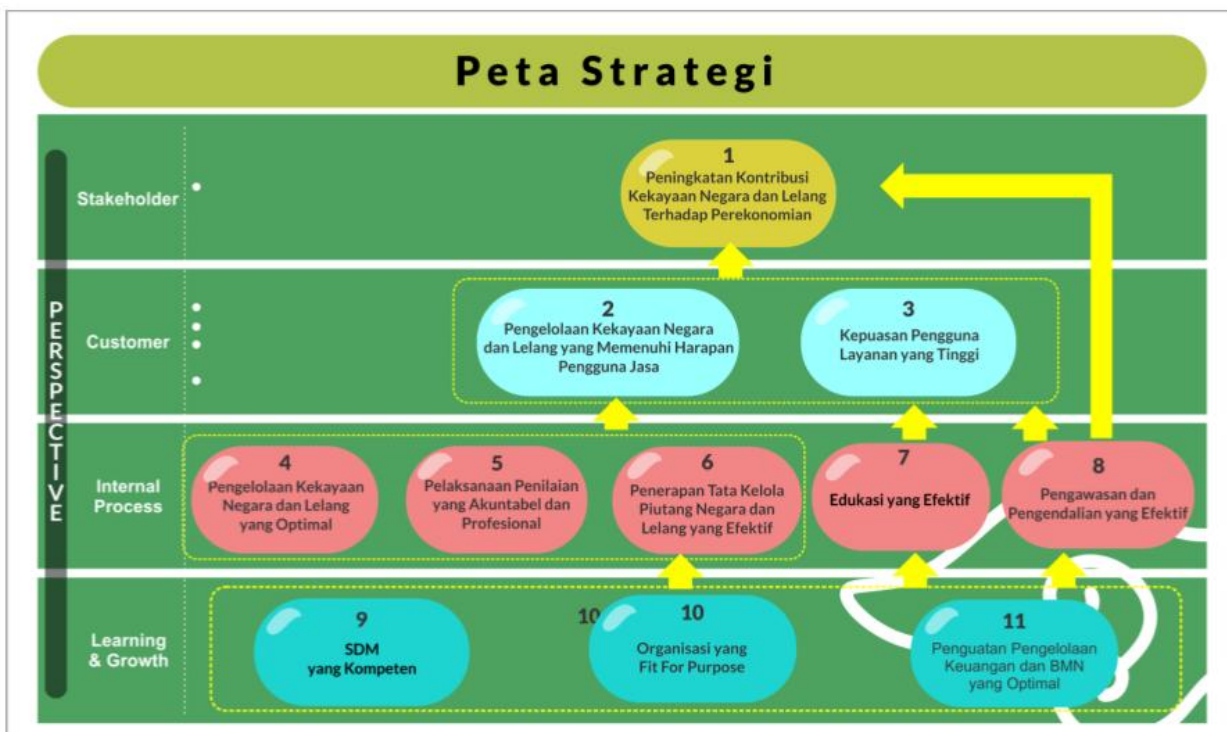 Peta Strategi
PERSPECTIVE
Stakeholder
1
Peningkatan Kontribusi
Kekayaan Negara dan Lelang
Terhadap Perekonomian
Customer
2
Pengelolaan Kekayaan Negara
dan Lelang yang Memenuhi Harapan
Pengguna Jasa
3
Kepuasan Pengguna
Layanan yang Tinggi
Internal
Process
4
Pengelolaan Kekayaan
Negara dan Lelang
yang Optimal
5
Pelaksanaan Penilaian
yang Akuntabel dan
Profesional
6
Penerapan Tata Kelola
Piutang Negara dan
Lelang yang Efektif
7
Edukasi yang Efektif
8
Pengawasan dan
Pengendalian yang Efektif
Learning
& Growth
9
SDM
yang Kompeten
10
10
Organisasi yang
Fit For Purpose
11
Penguatan Pengelolaan
Keuangan dan BMN
yang Optimal